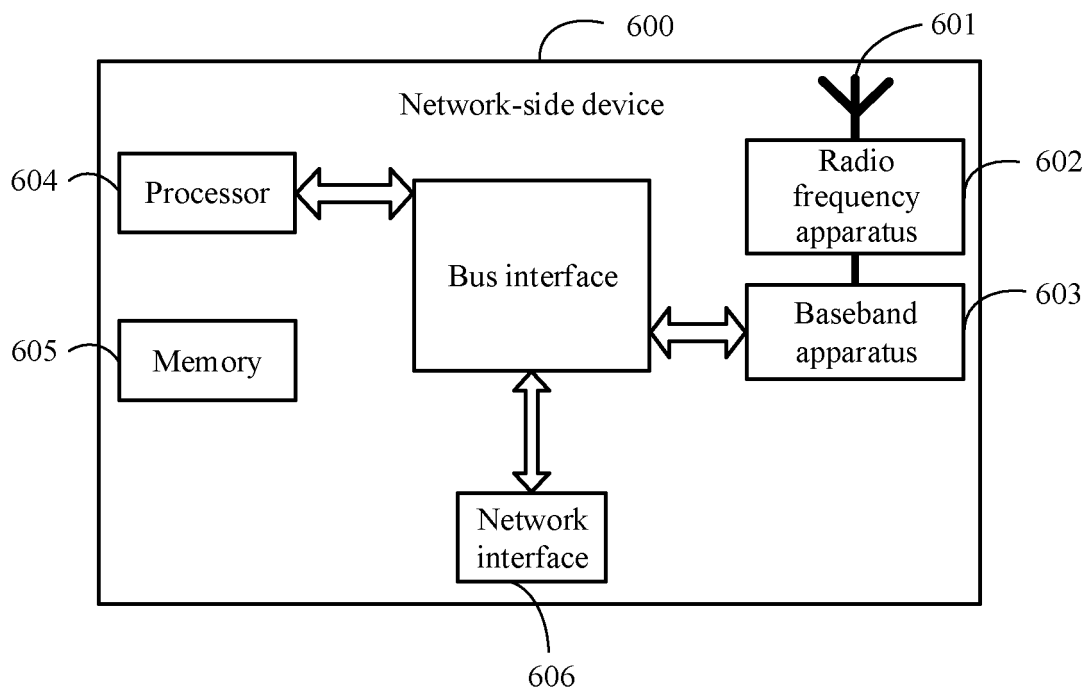 600
601
Network-side device
604
Processor
Radio
frequency
apparatus
602
Bus interface
603
Baseband
apparatus
605
Memory
Network
interface
606